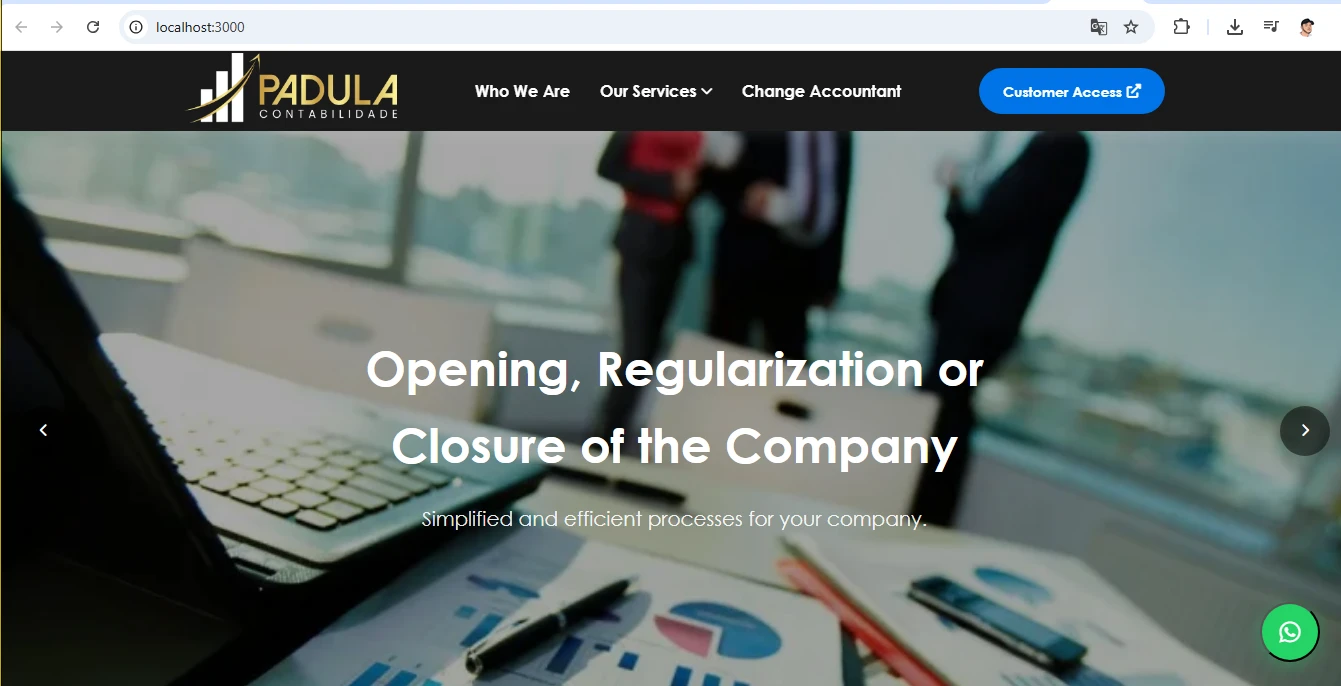 localhost:3000
PADULA
CONTABILIDADE
Who We Are
Our Services
Change Accountant
Customer Access
Opening, Regularization or
Closure of the Company
Simplified and efficient processes for your company.